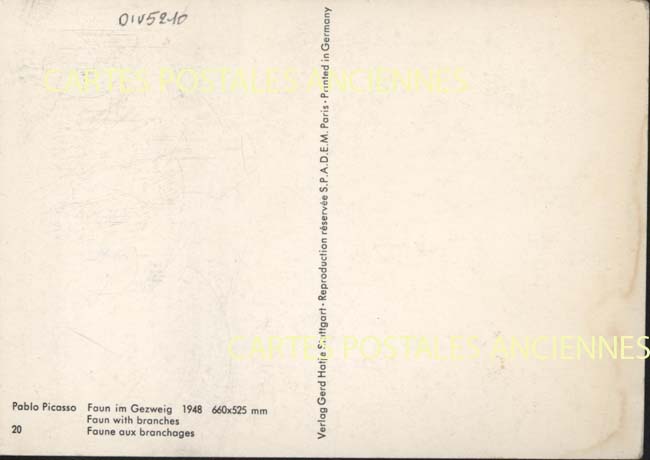 DIV5210
CARTES POSTALES ANCIENNES
Verlag Gerd Hatje Stuttgart · Reproduction réservée S.P.A.D.E.M. Paris · Printed in Germany
CARTES POSTALES ANCIENNES
Pablo Picasso Faun im Gezweig 1948 660x525 mm
Faun with branches
20 Faune aux branchages